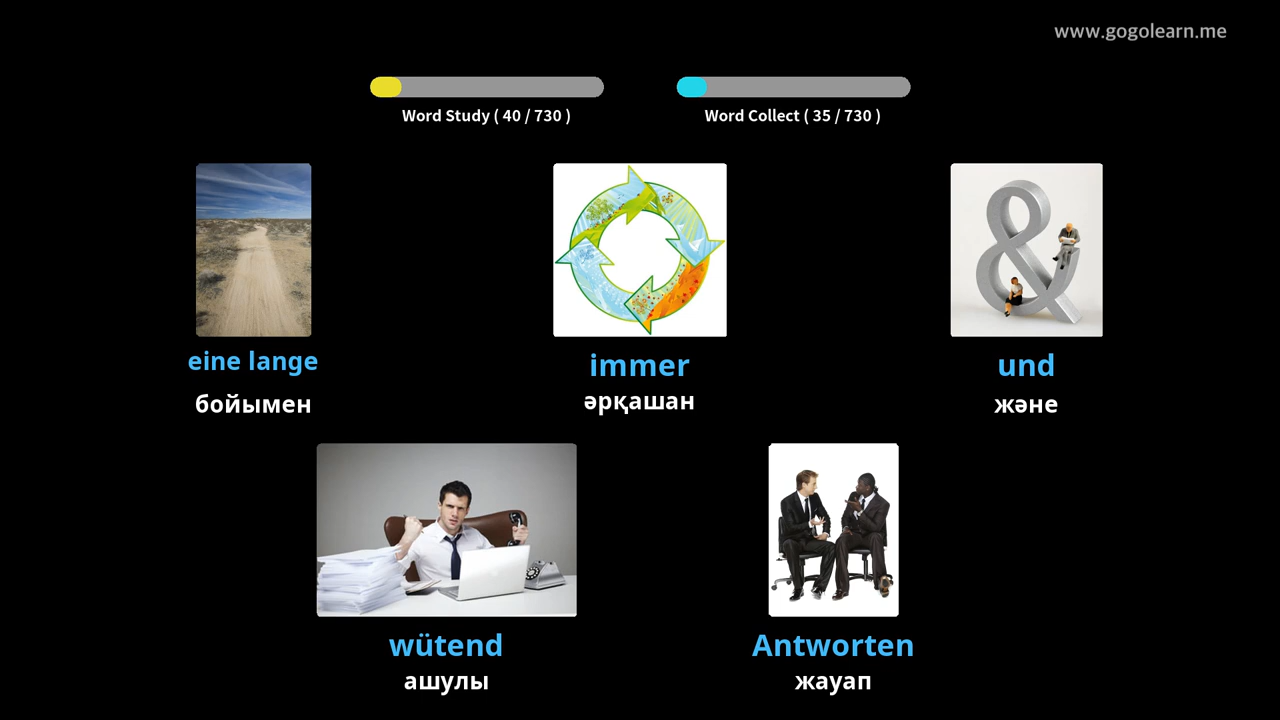 www.gogolearn.me
Word Study ( 40 / 730 )
Word Collect ( 35 / 730 )
eine lange
бойымен
immer
әрқашан
&
und
және
wütend
ашулы
Antworten
жауап